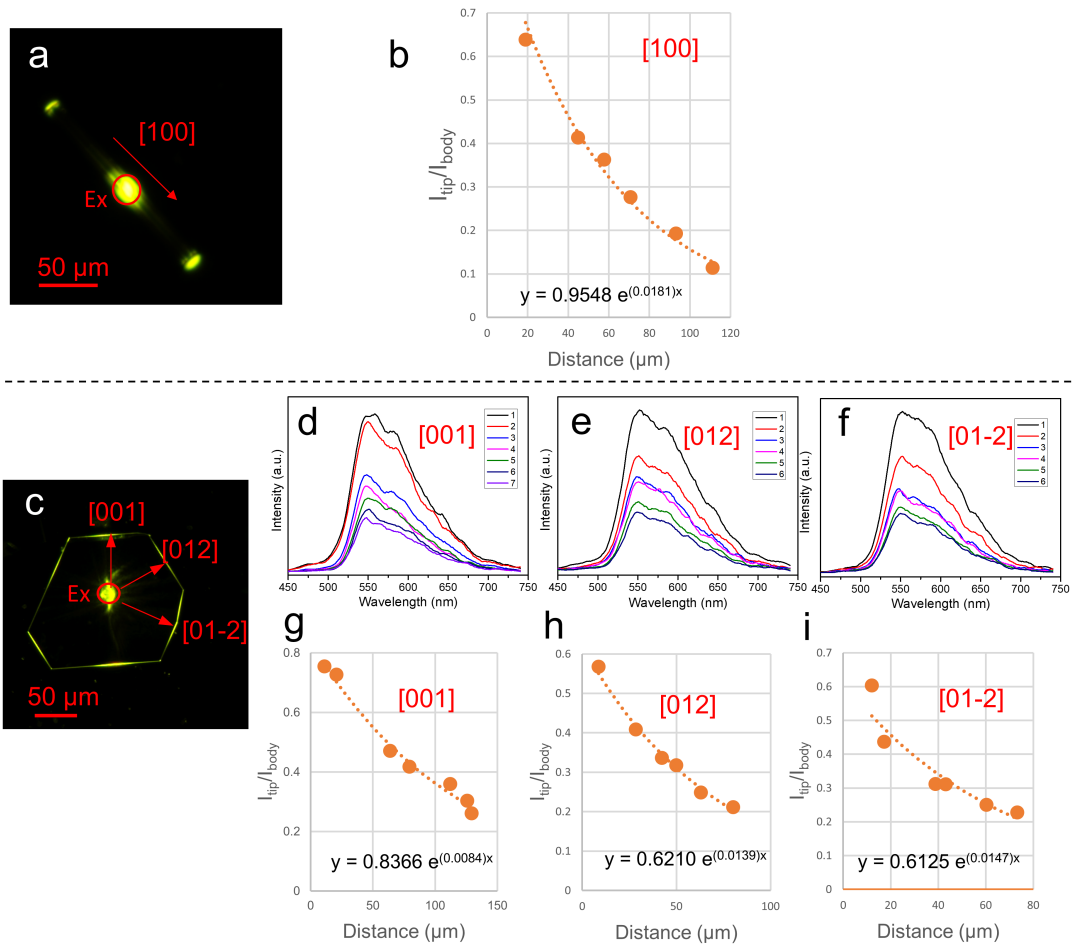 a
[100]
Ex
50 μm
b
[100]
I_tip/I_body
0.7
0.6
0.5
0.4
0.3
0.2
0.1
0
y = 0.9548 e^(0.0181)x
0 20 40 60 80 100 120
Distance (μm)
c
[001]
[012]
Ex
[01-2]
50 μm
d
[001]
1
2
3
4
5
6
7
Intensity (a.u.)
450 500 550 600 650 700 750
Wavelength (nm)
e
[012]
1
2
3
4
5
6
Intensity (a.u.)
450 500 550 600 650 700 750
Wavelength (nm)
f
[01-2]
1
2
3
4
5
6
Intensity (a.u.)
450 500 550 600 650 700 750
Wavelength (nm)
g
[001]
I_tip/I_body
0.8
0.6
0.4
0.2
0
y = 0.8366 e^(0.0084)x
0 50 100 150
Distance (μm)
h
[012]
I_tip/I_body
0.6
0.5
0.4
0.3
0.2
0.1
0
y = 0.6210 e^(0.0139)x
0 50 100
Distance (μm)
i
[01-2]
I_tip/I_body
0.7
0.6
0.5
0.4
0.3
0.2
0.1
0
y = 0.6125 e^(0.0147)x
0 20 40 60 80
Distance (μm)